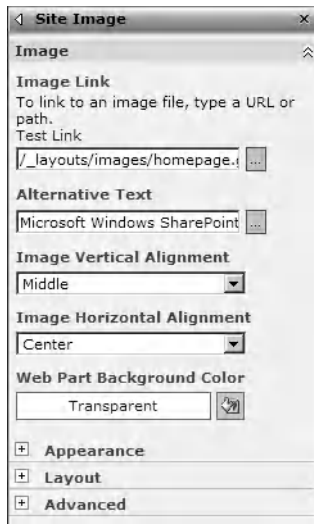 Site Image
Image
Image Link
To link to an image file, type a URL or
path.
Test Link
/_layouts/images/homepage.g
...
Alternative Text
Microsoft Windows SharePoint
...
Image Vertical Alignment
Middle
Image Horizontal Alignment
Center
Web Part Background Color
Transparent
Appearance
Layout
Advanced